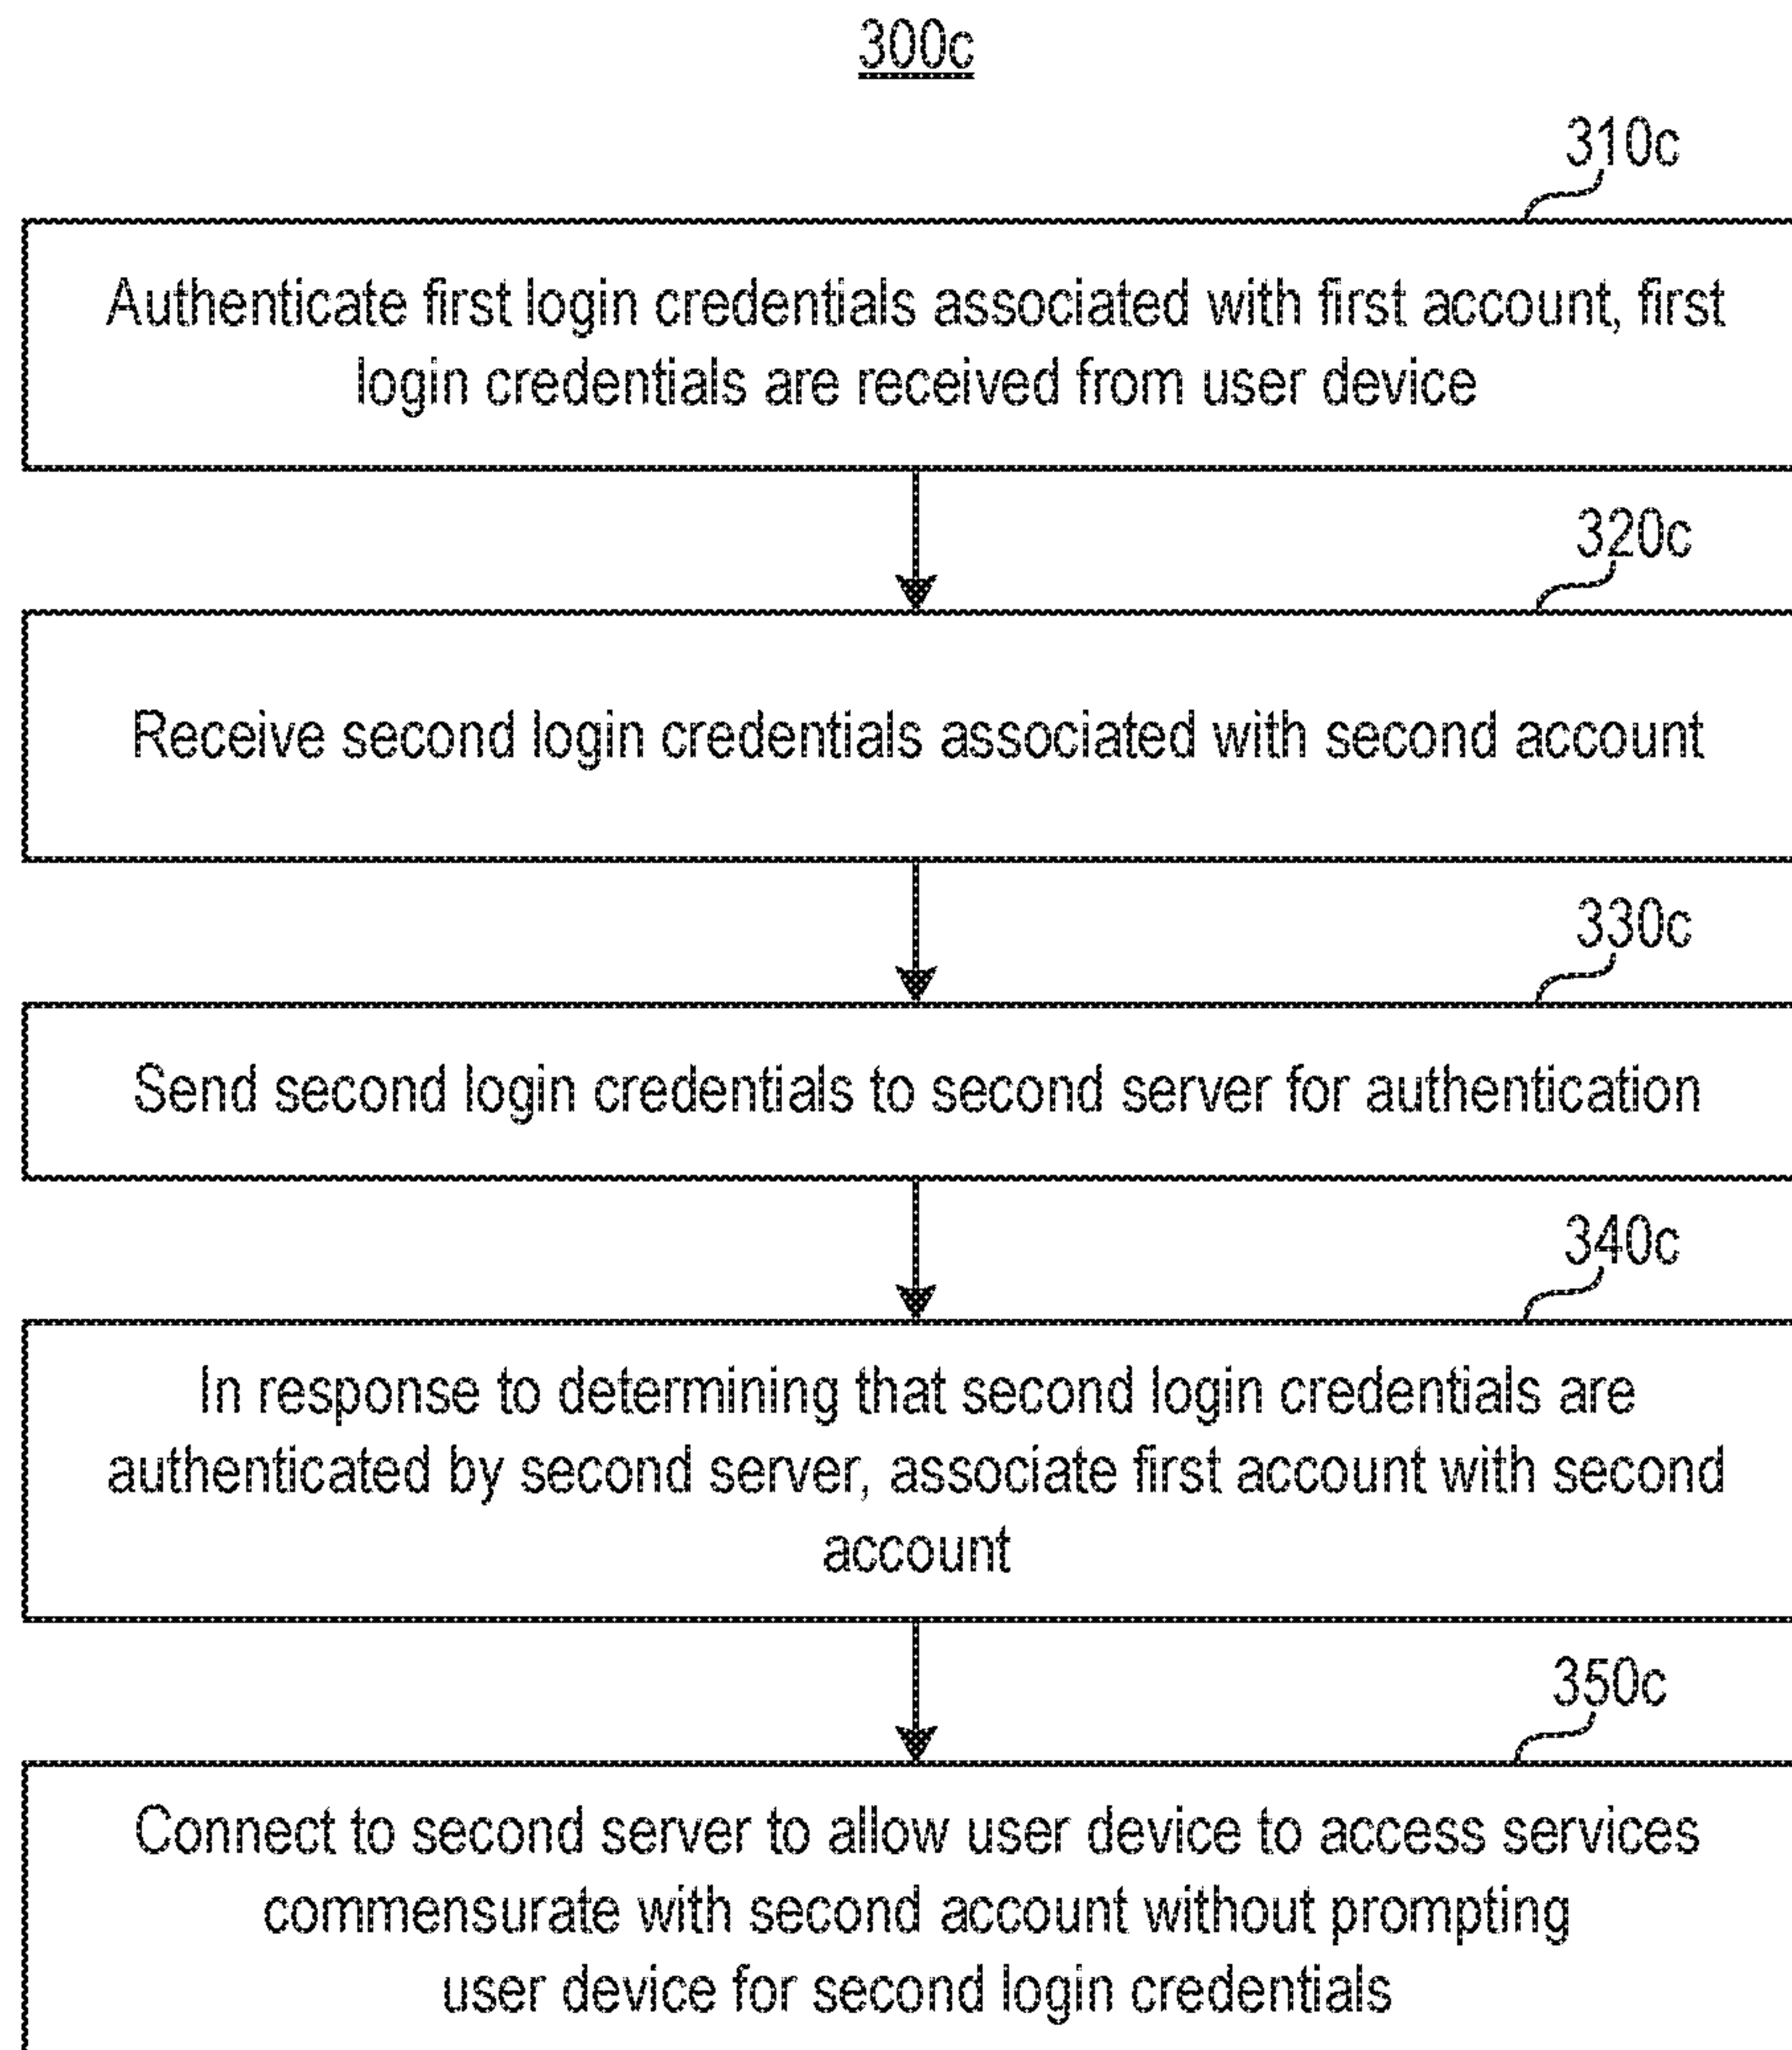 300c
310c
Authenticate first login credentials associated with first account, first
login credentials are received from user device
320c
Receive second login credentials associated with second account
330c
Send second login credentials to second server for authentication
340c
In response to determining that second login credentials are
authenticated by second server, associate first account with second
account
350c
Connect to second server to allow user device to access services
commensurate with second account without prompting
user device for second login credentials